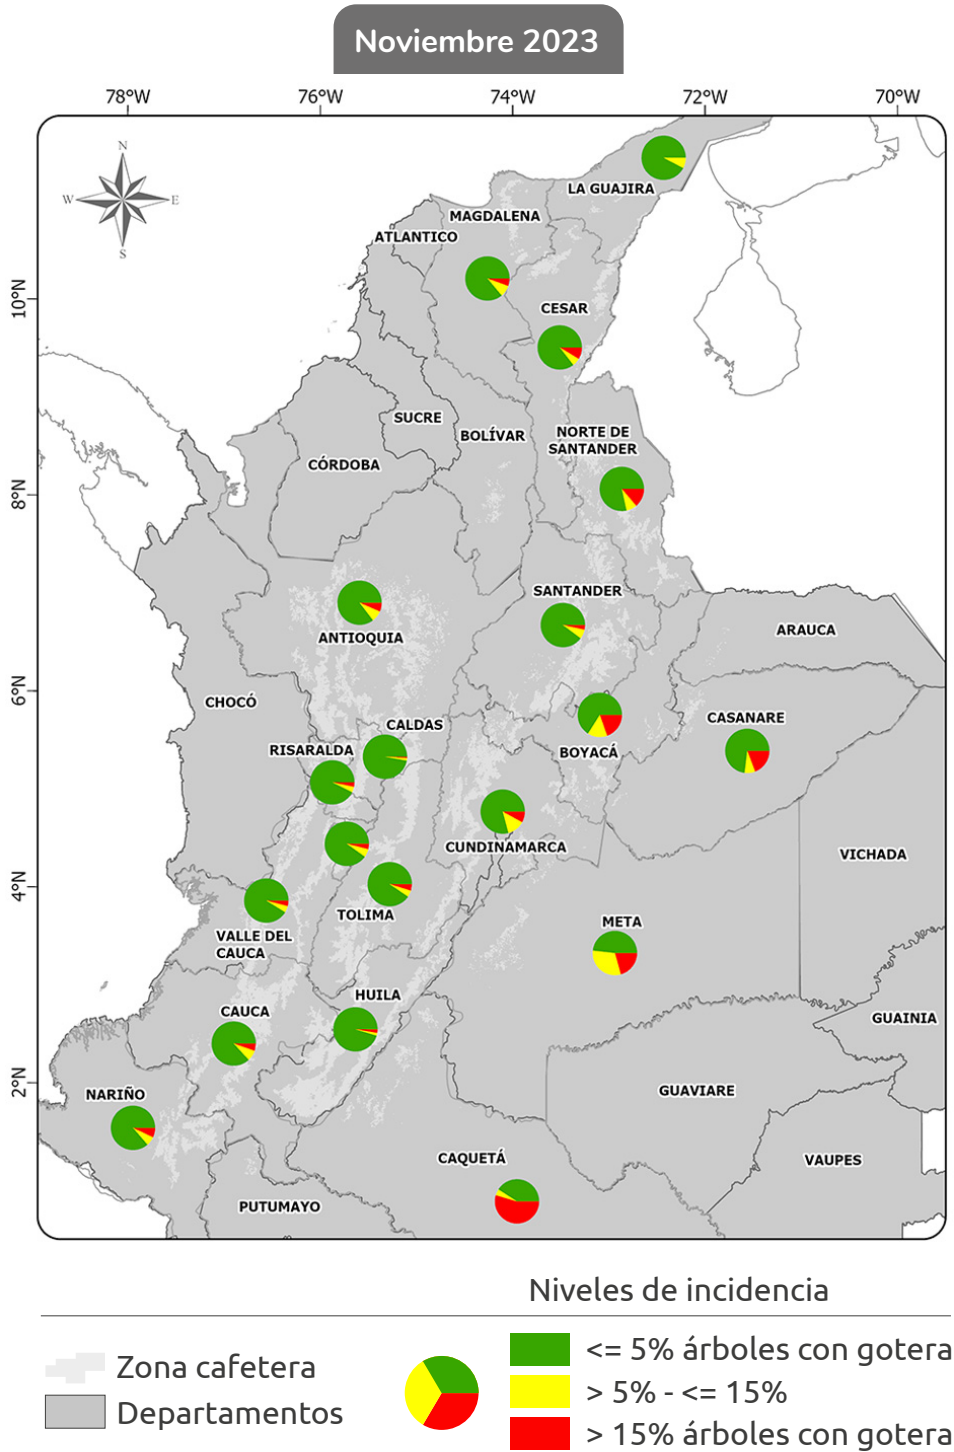 Noviembre 2023
78°W 76°W 74°W 72°W 70°W
N
W E
S
10°N
8°N
6°N
4°N
2°N
LA GUAJIRA
MAGDALENA
ATLANTICO
CESAR
SUCRE
BOLÍVAR
NORTE DE
SANTANDER
CÓRDOBA
SANTANDER
ANTIOQUIA
ARAUCA
CHOCÓ
CALDAS
CASANARE
RISARALDA
BOYACÁ
CUNDINAMARCA
VICHADA
TOLIMA
META
VALLE DEL
CAUCA
HUILA
CAUCA
GUAINIA
NARIÑO
GUAVIARE
CAQUETÁ
VAUPES
PUTUMAYO
Niveles de incidencia
Zona cafetera
Departamentos
<= 5% árboles con gotera
> 5% - <= 15%
> 15% árboles con gotera